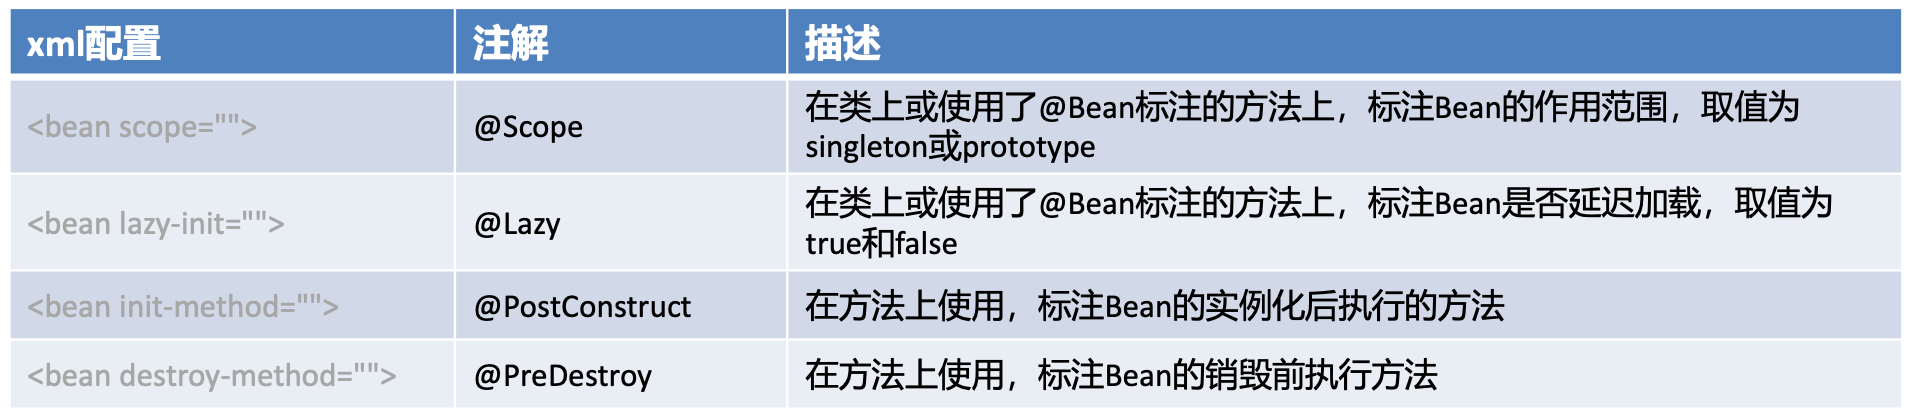 xml配置 注解 描述
<bean scope=""> @Scope 在类上或使用了@Bean标注的方法上，标注Bean的作用范围，取值为
singleton或prototype
<bean lazy-init=""> @Lazy 在类上或使用了@Bean标注的方法上，标注Bean是否延迟加载，取值为
true和false
<bean init-method=""> @PostConstruct 在方法上使用，标注Bean的实例化后执行的方法
<bean destroy-method=""> @PreDestroy 在方法上使用，标注Bean的销毁前执行方法